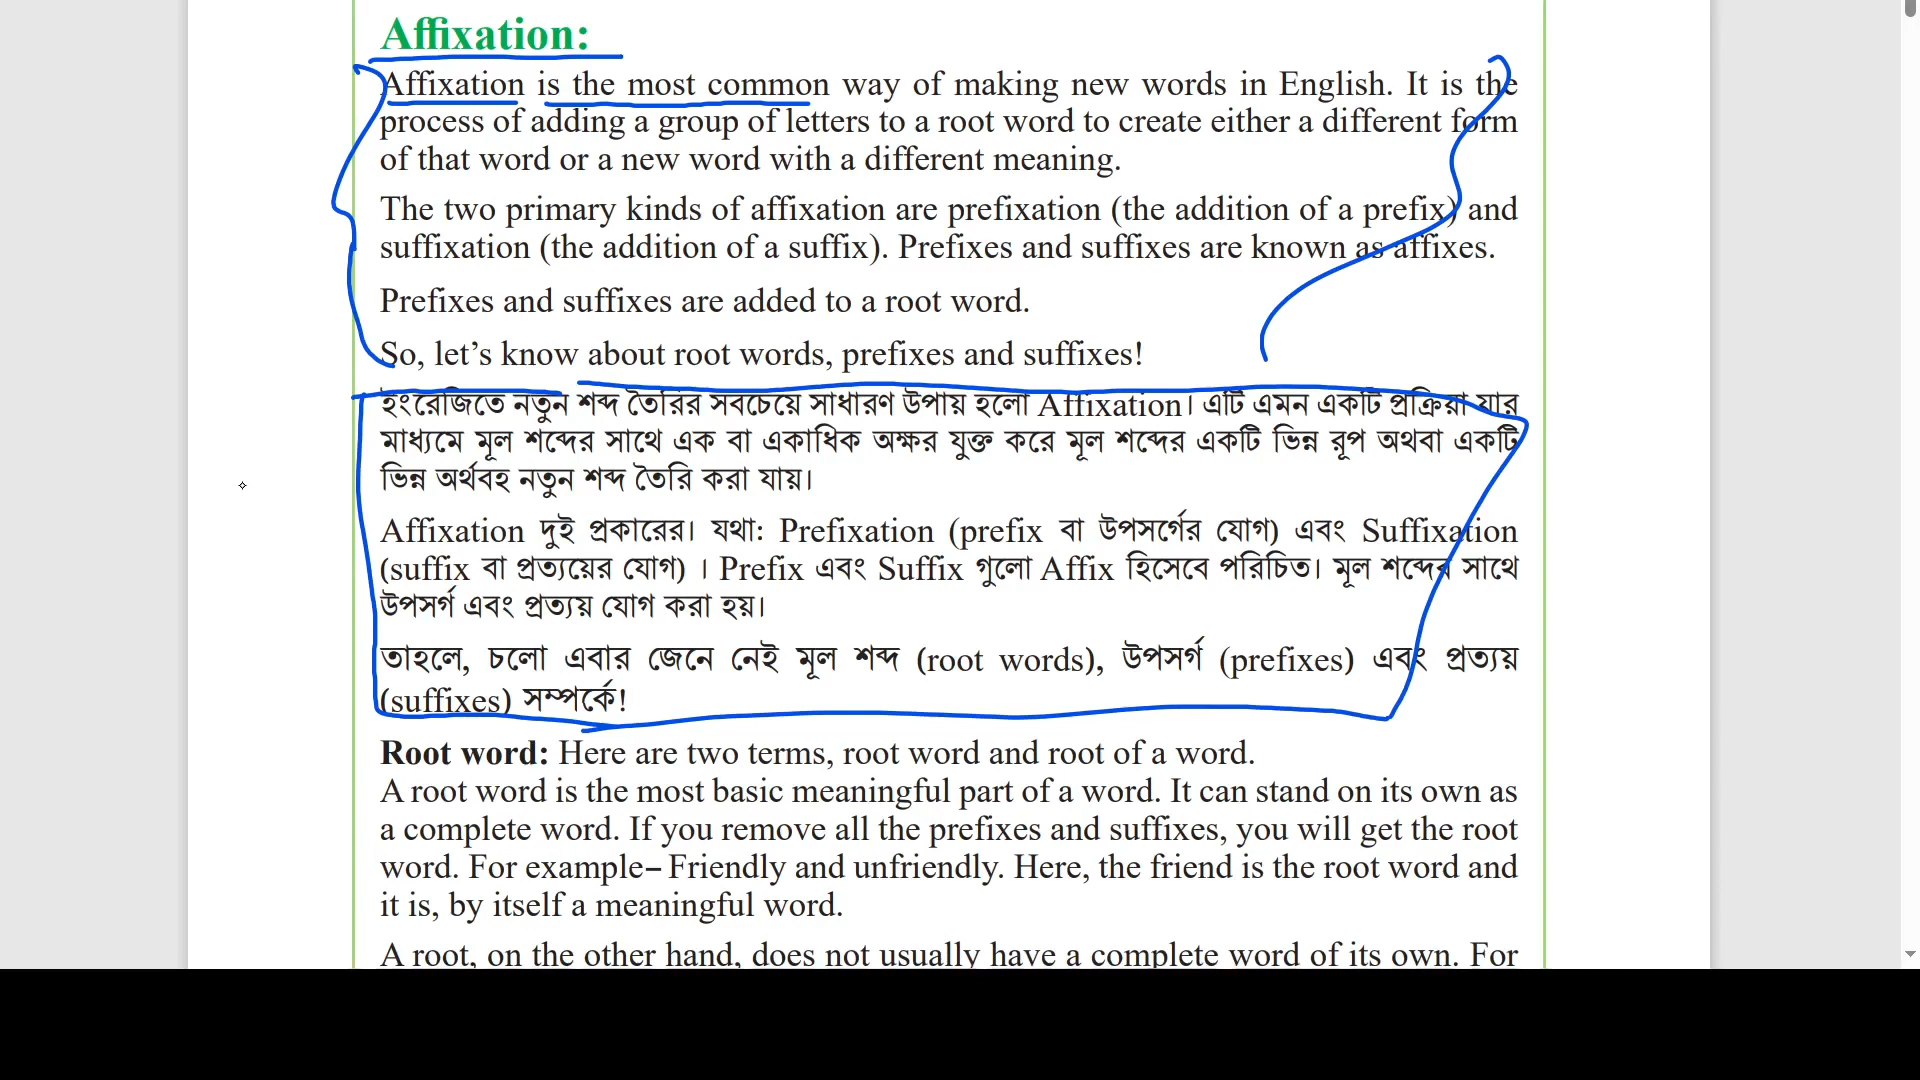 Affixation:
Affixation is the most common way of making new words in English. It is the
process of adding a group of letters to a root word to create either a different form
of that word or a new word with a different meaning.
The two primary kinds of affixation are prefixation (the addition of a prefix) and
suffixation (the addition of a suffix). Prefixes and suffixes are known as affixes.
Prefixes and suffixes are added to a root word.
So, let’s know about root words, prefixes and suffixes!
ইংরেজিতে নতুন শব্দ তৈরির সবচেয়ে সাধারণ উপায় হলো Affixation। এটি এমন একটি প্রক্রিয়া যার
মাধ্যমে মূল শব্দের সাথে এক বা একাধিক অক্ষর যুক্ত করে মূল শব্দের একটি ভিন্ন রূপ অথবা একটি
ভিন্ন অর্থবহ নতুন শব্দ তৈরি করা যায়।
Affixation দুই প্রকারের। যথা: Prefixation (prefix বা উপসর্গের যোগ) এবং Suffixation
(suffix বা প্রত্যয়ের যোগ) । Prefix এবং Suffix গুলো Affix হিসেবে পরিচিত। মূল শব্দের সাথে
উপসর্গ এবং প্রত্যয় যোগ করা হয়।
তাহলে, চলো এবার জেনে নেই মূল শব্দ (root words), উপসর্গ (prefixes) এবং প্রত্যয়
(suffixes) সম্পর্কে!
Root word: Here are two terms, root word and root of a word.
A root word is the most basic meaningful part of a word. It can stand on its own as
a complete word. If you remove all the prefixes and suffixes, you will get the root
word. For example– Friendly and unfriendly. Here, the friend is the root word and
it is, by itself a meaningful word.
A root, on the other hand, does not usually have a complete word of its own. For